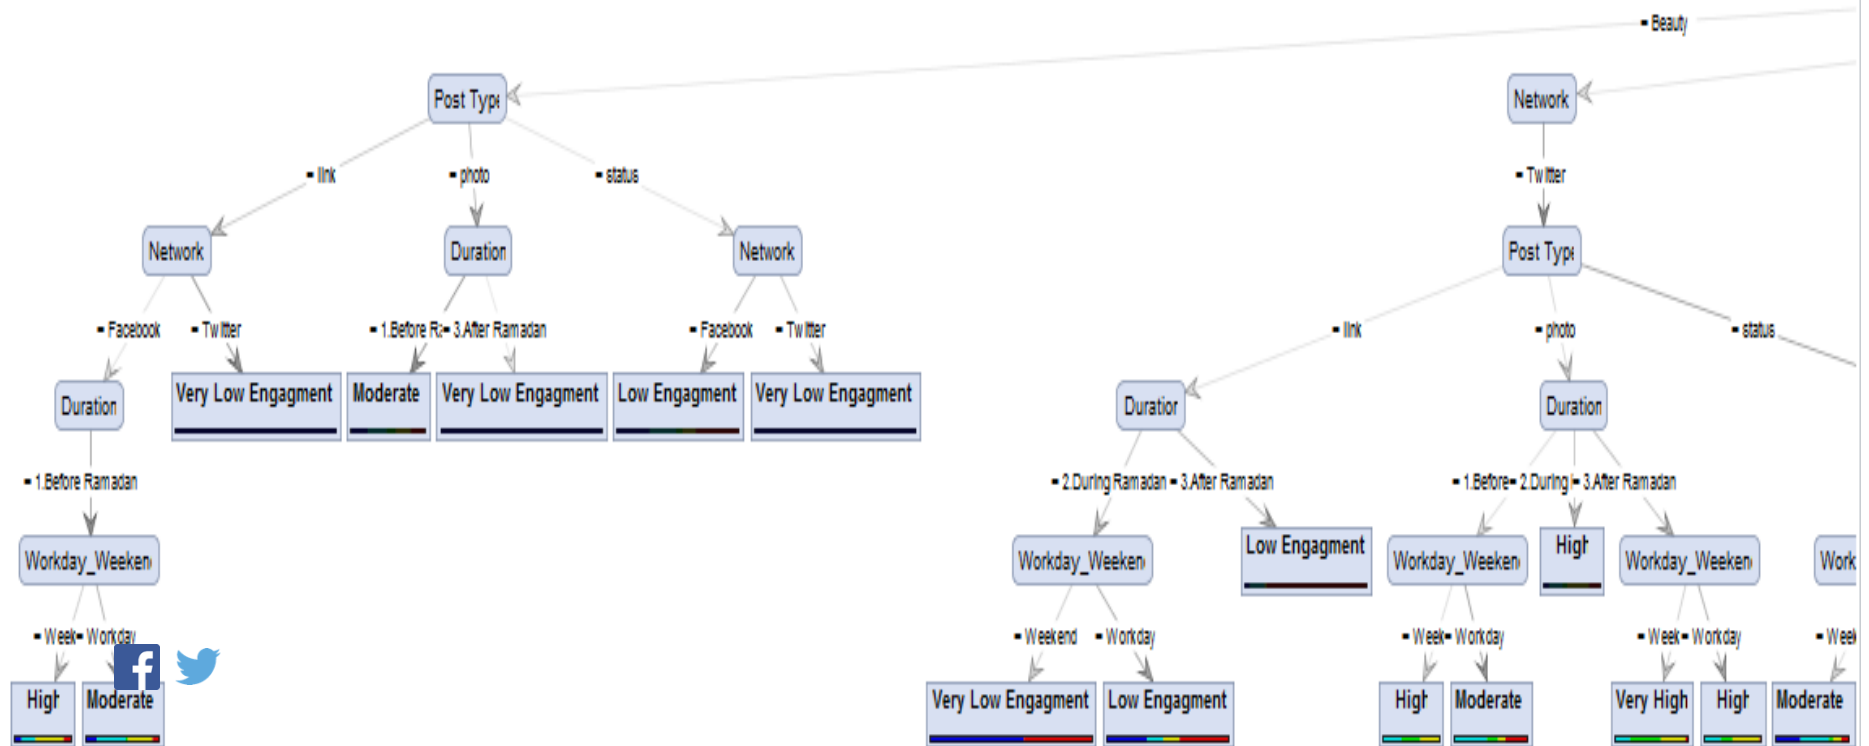 = Beauty
Post Type
Network
= link
= photo
= status
= Twitter
Network
Duration
Network
Post Type
= Facebook
= Twitter
= 1.Before Ra
= 3.After Ramadan
= Facebook
= Twitter
= link
= photo
= status
Duration
Very Low Engagment
Moderate
Very Low Engagment
Low Engagment
Very Low Engagment
Duration
Duration
= 1.Before Ramadan
= 2.During Ramadan
= 3.After Ramadan
= 1.Before
= 2.During
= 3.After Ramadan
Workday_Weeken
Workday_Weeken
Low Engagment
Workday_Weeken
High
Workday_Weeken
Work
= Week
= Workday
= Weekend
= Workday
= Week
= Workday
= Week
= Workday
= Week
High
Moderate
Very Low Engagment
Low Engagment
High
Moderate
Very High
High
Moderate